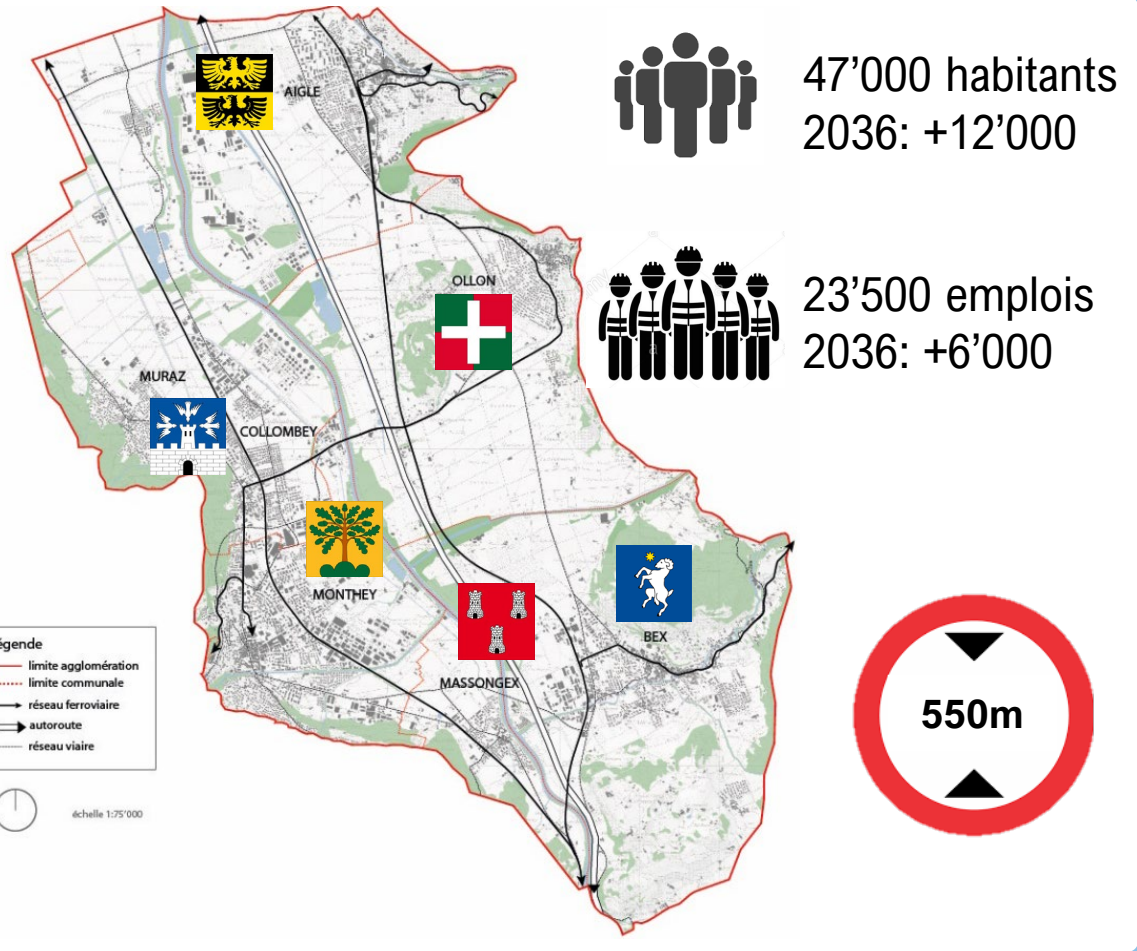 47'000 habitants
2036: +12'000
AIGLE
23'500 emplois
2036: +6'000
OLLON
MURAZ
COLLOMBEY
MONTHEY
BEX
MASSONGEX
égende
limite agglomération
limite communale
réseau ferroviaire
autoroute
réseau viaire
échelle 1:75'000
550m